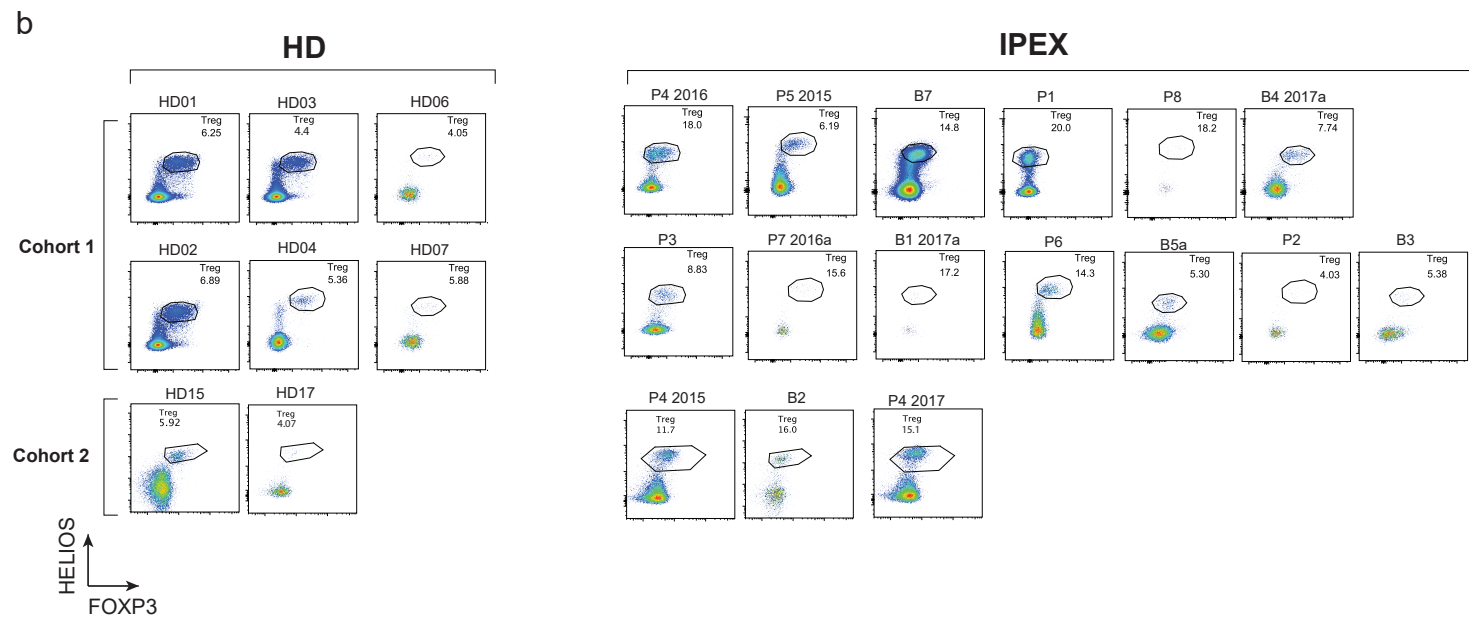 b
HD
IPEX
HD01
HD03
HD06
P4 2016
P5 2015
B7
P1
P8
B4 2017a
Treg
6.25
Treg
4.4
Treg
4.05
Treg
18.0
Treg
6.19
Treg
14.8
Treg
20.0
Treg
18.2
Treg
7.74
Cohort 1
HD02
HD04
HD07
P3
P7 2016a
B1 2017a
P6
B5a
P2
B3
Treg
6.89
Treg
5.36
Treg
5.88
Treg
8.83
Treg
15.6
Treg
17.2
Treg
14.3
Treg
5.30
Treg
4.03
Treg
5.38
Cohort 2
HD15
HD17
P4 2015
B2
P4 2017
Treg
5.92
Treg
4.07
Treg
11.7
Treg
16.0
Treg
15.1
HELIOS
FOXP3